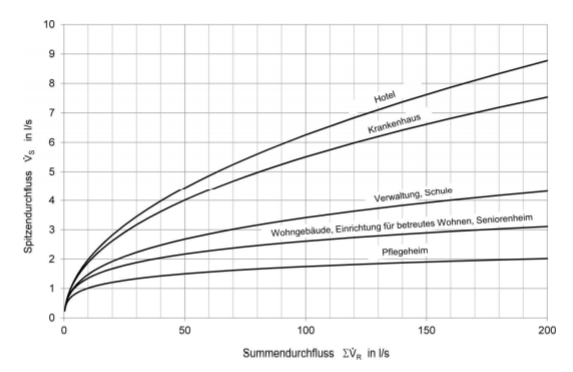 10
9
8
7
6
5
4
3
2
1
0
Spitzendurchfluss V̇S in l/s
Hotel
Krankenhaus
Verwaltung, Schule
Wohngebäude, Einrichtung für betreutes Wohnen, Seniorenheim
Pflegeheim
0 50 100 150 200
Summendurchfluss ΣV̇R in l/s